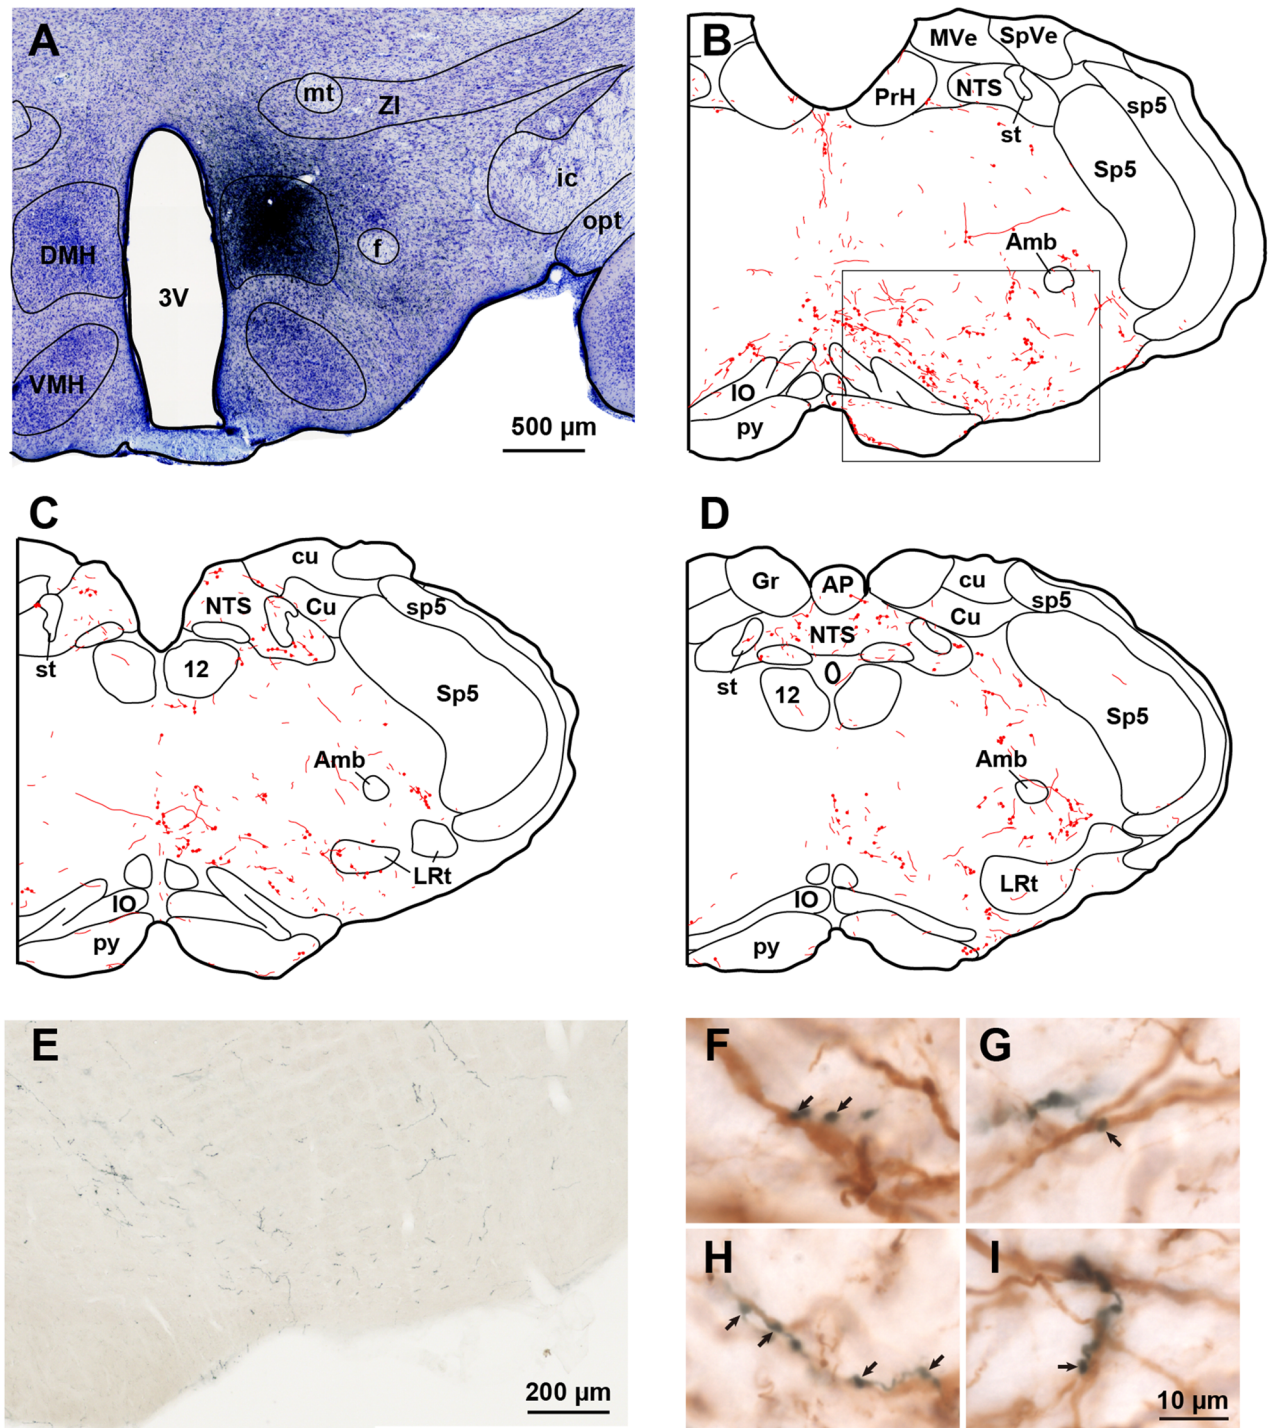 A
mt
ZI
ic
opt
DMH
f
3V
VMH
500 µm
B
MVe
SpVe
PrH
NTS
st
sp5
Sp5
Amb
IO
py
C
cu
NTS
Cu
sp5
st
12
Sp5
Amb
LRt
IO
py
D
Gr
AP
cu
sp5
Cu
NTS
st
12
Sp5
Amb
LRt
IO
py
E
200 µm
F
G
H
I
10 µm